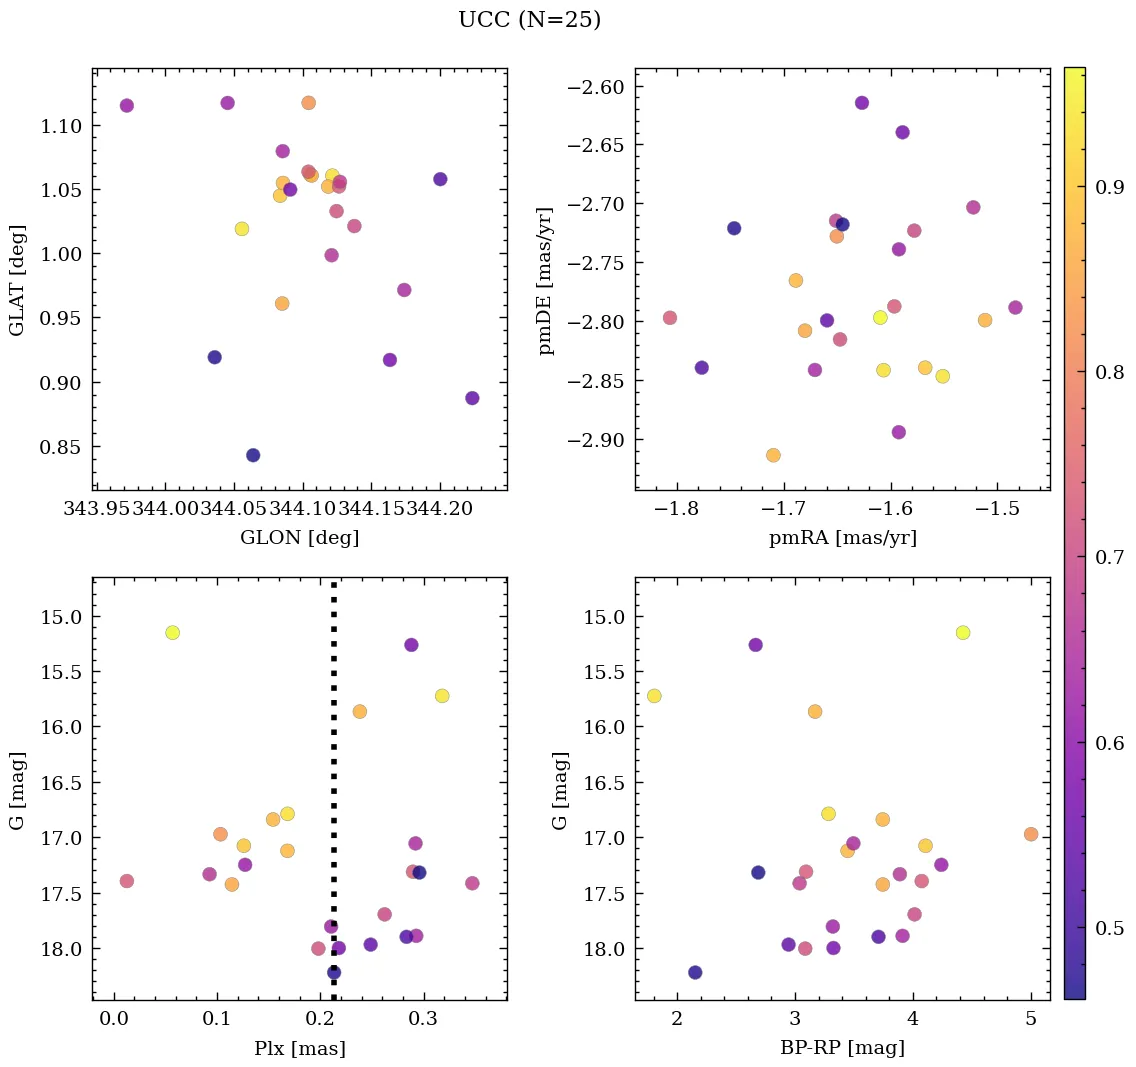 UCC (N=25)
1.10
1.05
1.00
0.95
0.90
0.85
GLAT [deg]
343.95 344.00 344.05 344.10 344.15 344.20
GLON [deg]
−2.60
−2.65
−2.70
−2.75
−2.80
−2.85
−2.90
pmDE [mas/yr]
−1.8 −1.7 −1.6 −1.5
pmRA [mas/yr]
15.0
15.5
16.0
16.5
17.0
17.5
18.0
G [mag]
0.0 0.1 0.2 0.3
Plx [mas]
15.0
15.5
16.0
16.5
17.0
17.5
18.0
G [mag]
2 3 4 5
BP-RP [mag]
0.9
0.8
0.7
0.6
0.5